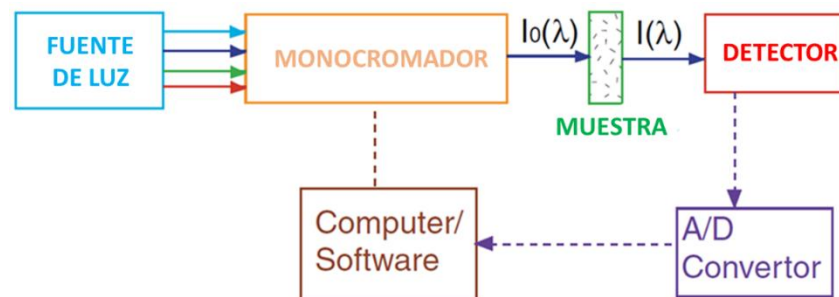 FUENTE
DE LUZ
MONOCROMADOR
I₀(λ)
I(λ)
DETECTOR
MUESTRA
Computer/
Software
A/D
Convertor